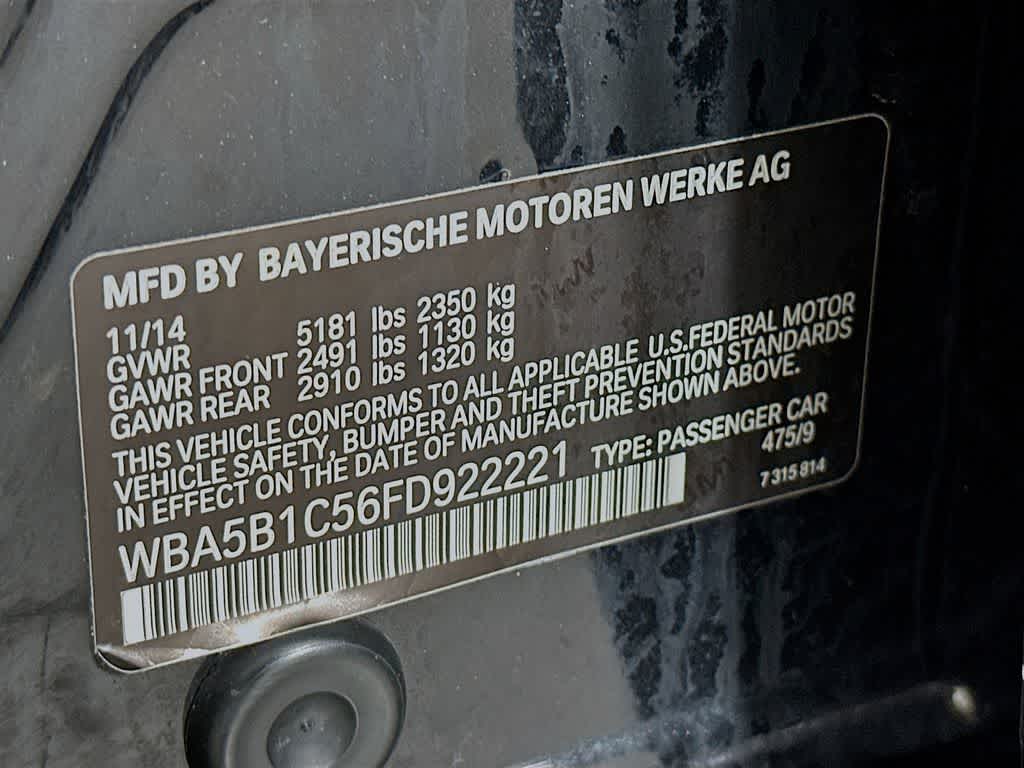 MFD BY BAYERISCHE MOTOREN WERKE AG
11/14
GVWR 5181 lbs 2350 kg
GAWR FRONT 2491 lbs 1130 kg
GAWR REAR 2910 lbs 1320 kg
THIS VEHICLE CONFORMS TO ALL APPLICABLE U.S.FEDERAL MOTOR
VEHICLE SAFETY, BUMPER AND THEFT PREVENTION STANDARDS
IN EFFECT ON THE DATE OF MANUFACTURE SHOWN ABOVE.
WBA5B1C56FD922221 TYPE: PASSENGER CAR
475/9
7 315 814